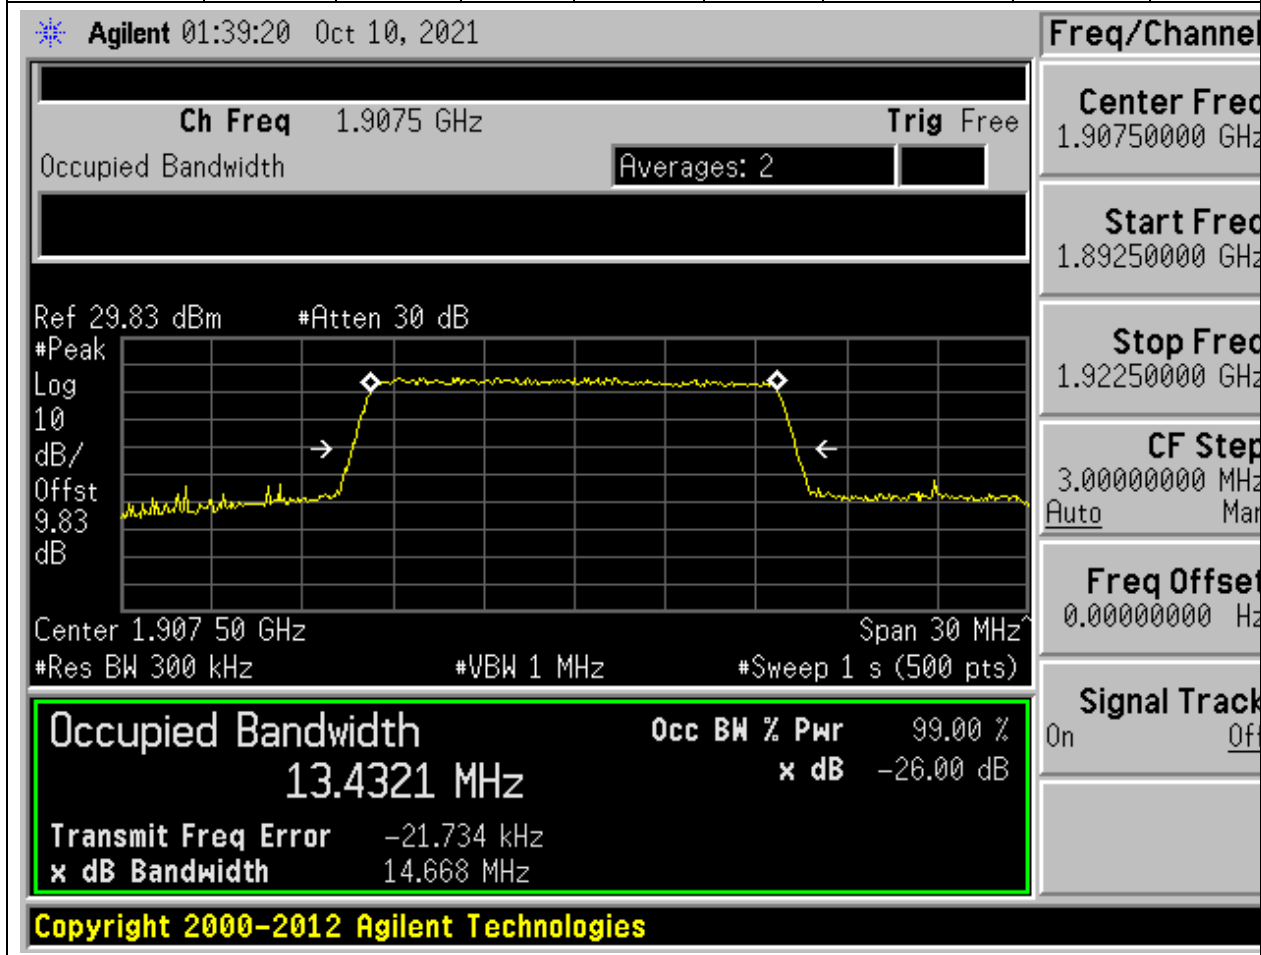 Agilent 01:39:20 Oct 10, 2021
Freq/Channel
Ch Freq 1.9075 GHz Trig Free
Occupied Bandwidth Averages: 2
Center Freq
1.90750000 GHz
Start Freq
1.89250000 GHz
Stop Freq
1.92250000 GHz
CF Step
3.00000000 MHz
Auto Man
Freq Offset
0.00000000 Hz
Signal Track
On Off
Ref 29.83 dBm #Atten 30 dB
#Peak
Log
10
dB/
Offst
9.83
dB
Center 1.907 50 GHz Span 30 MHz^
#Res BW 300 kHz #VBW 1 MHz #Sweep 1 s (500 pts)
Occupied Bandwidth Occ BW % Pwr 99.00 %
13.4321 MHz x dB -26.00 dB
Transmit Freq Error -21.734 kHz
x dB Bandwidth 14.668 MHz
Copyright 2000-2012 Agilent Technologies